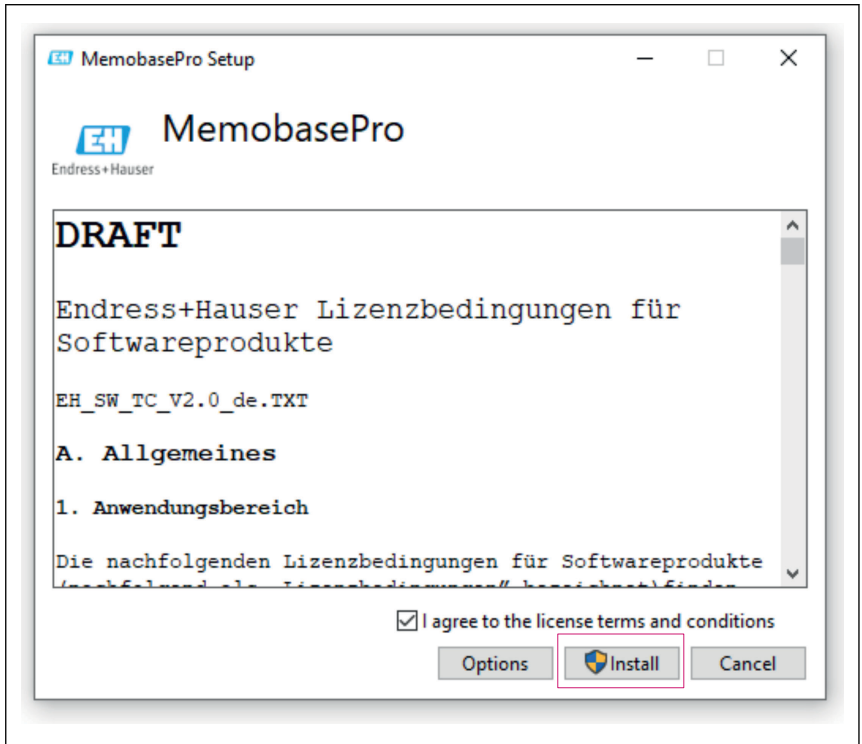 MemobasePro Setup
MemobasePro
Endress+Hauser
DRAFT
Endress+Hauser Lizenzbedingungen für
Softwareprodukte
EH_SW_TC_V2.0_de.TXT
A. Allgemeines
1. Anwendungsbereich
Die nachfolgenden Lizenzbedingungen für Softwareprodukte
I agree to the license terms and conditions
Options
Install
Cancel